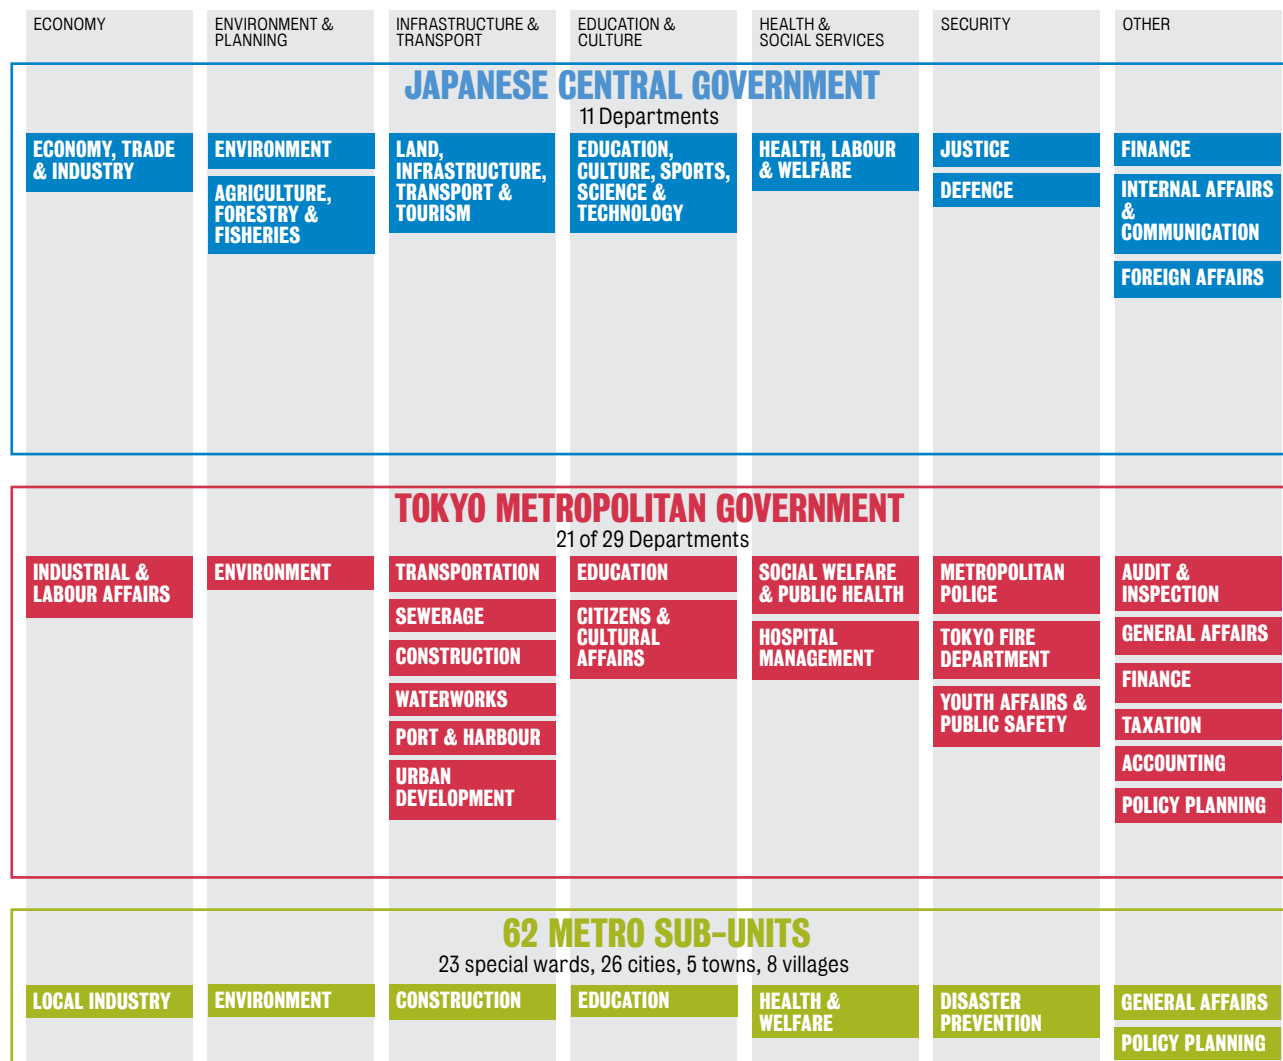 ECONOMY
ENVIRONMENT &
PLANNING
INFRASTRUCTURE &
TRANSPORT
EDUCATION &
CULTURE
HEALTH &
SOCIAL SERVICES
SECURITY
OTHER
JAPANESE CENTRAL GOVERNMENT
11 Departments
ECONOMY, TRADE
& INDUSTRY
ENVIRONMENT
AGRICULTURE,
FORESTRY &
FISHERIES
LAND,
INFRASTRUCTURE,
TRANSPORT &
TOURISM
EDUCATION,
CULTURE, SPORTS,
SCIENCE &
TECHNOLOGY
HEALTH, LABOUR
& WELFARE
JUSTICE
DEFENCE
FINANCE
INTERNAL AFFAIRS
&
COMMUNICATION
FOREIGN AFFAIRS
TOKYO METROPOLITAN GOVERNMENT
21 of 29 Departments
INDUSTRIAL &
LABOUR AFFAIRS
ENVIRONMENT
TRANSPORTATION
SEWERAGE
CONSTRUCTION
WATERWORKS
PORT & HARBOUR
URBAN
DEVELOPMENT
EDUCATION
CITIZENS &
CULTURAL
AFFAIRS
SOCIAL WELFARE
& PUBLIC HEALTH
HOSPITAL
MANAGEMENT
METROPOLITAN
POLICE
TOKYO FIRE
DEPARTMENT
YOUTH AFFAIRS &
PUBLIC SAFETY
AUDIT &
INSPECTION
GENERAL AFFAIRS
FINANCE
TAXATION
ACCOUNTING
POLICY PLANNING
62 METRO SUB-UNITS
23 special wards, 26 cities, 5 towns, 8 villages
LOCAL INDUSTRY
ENVIRONMENT
CONSTRUCTION
EDUCATION
HEALTH &
WELFARE
DISASTER
PREVENTION
GENERAL AFFAIRS
POLICY PLANNING